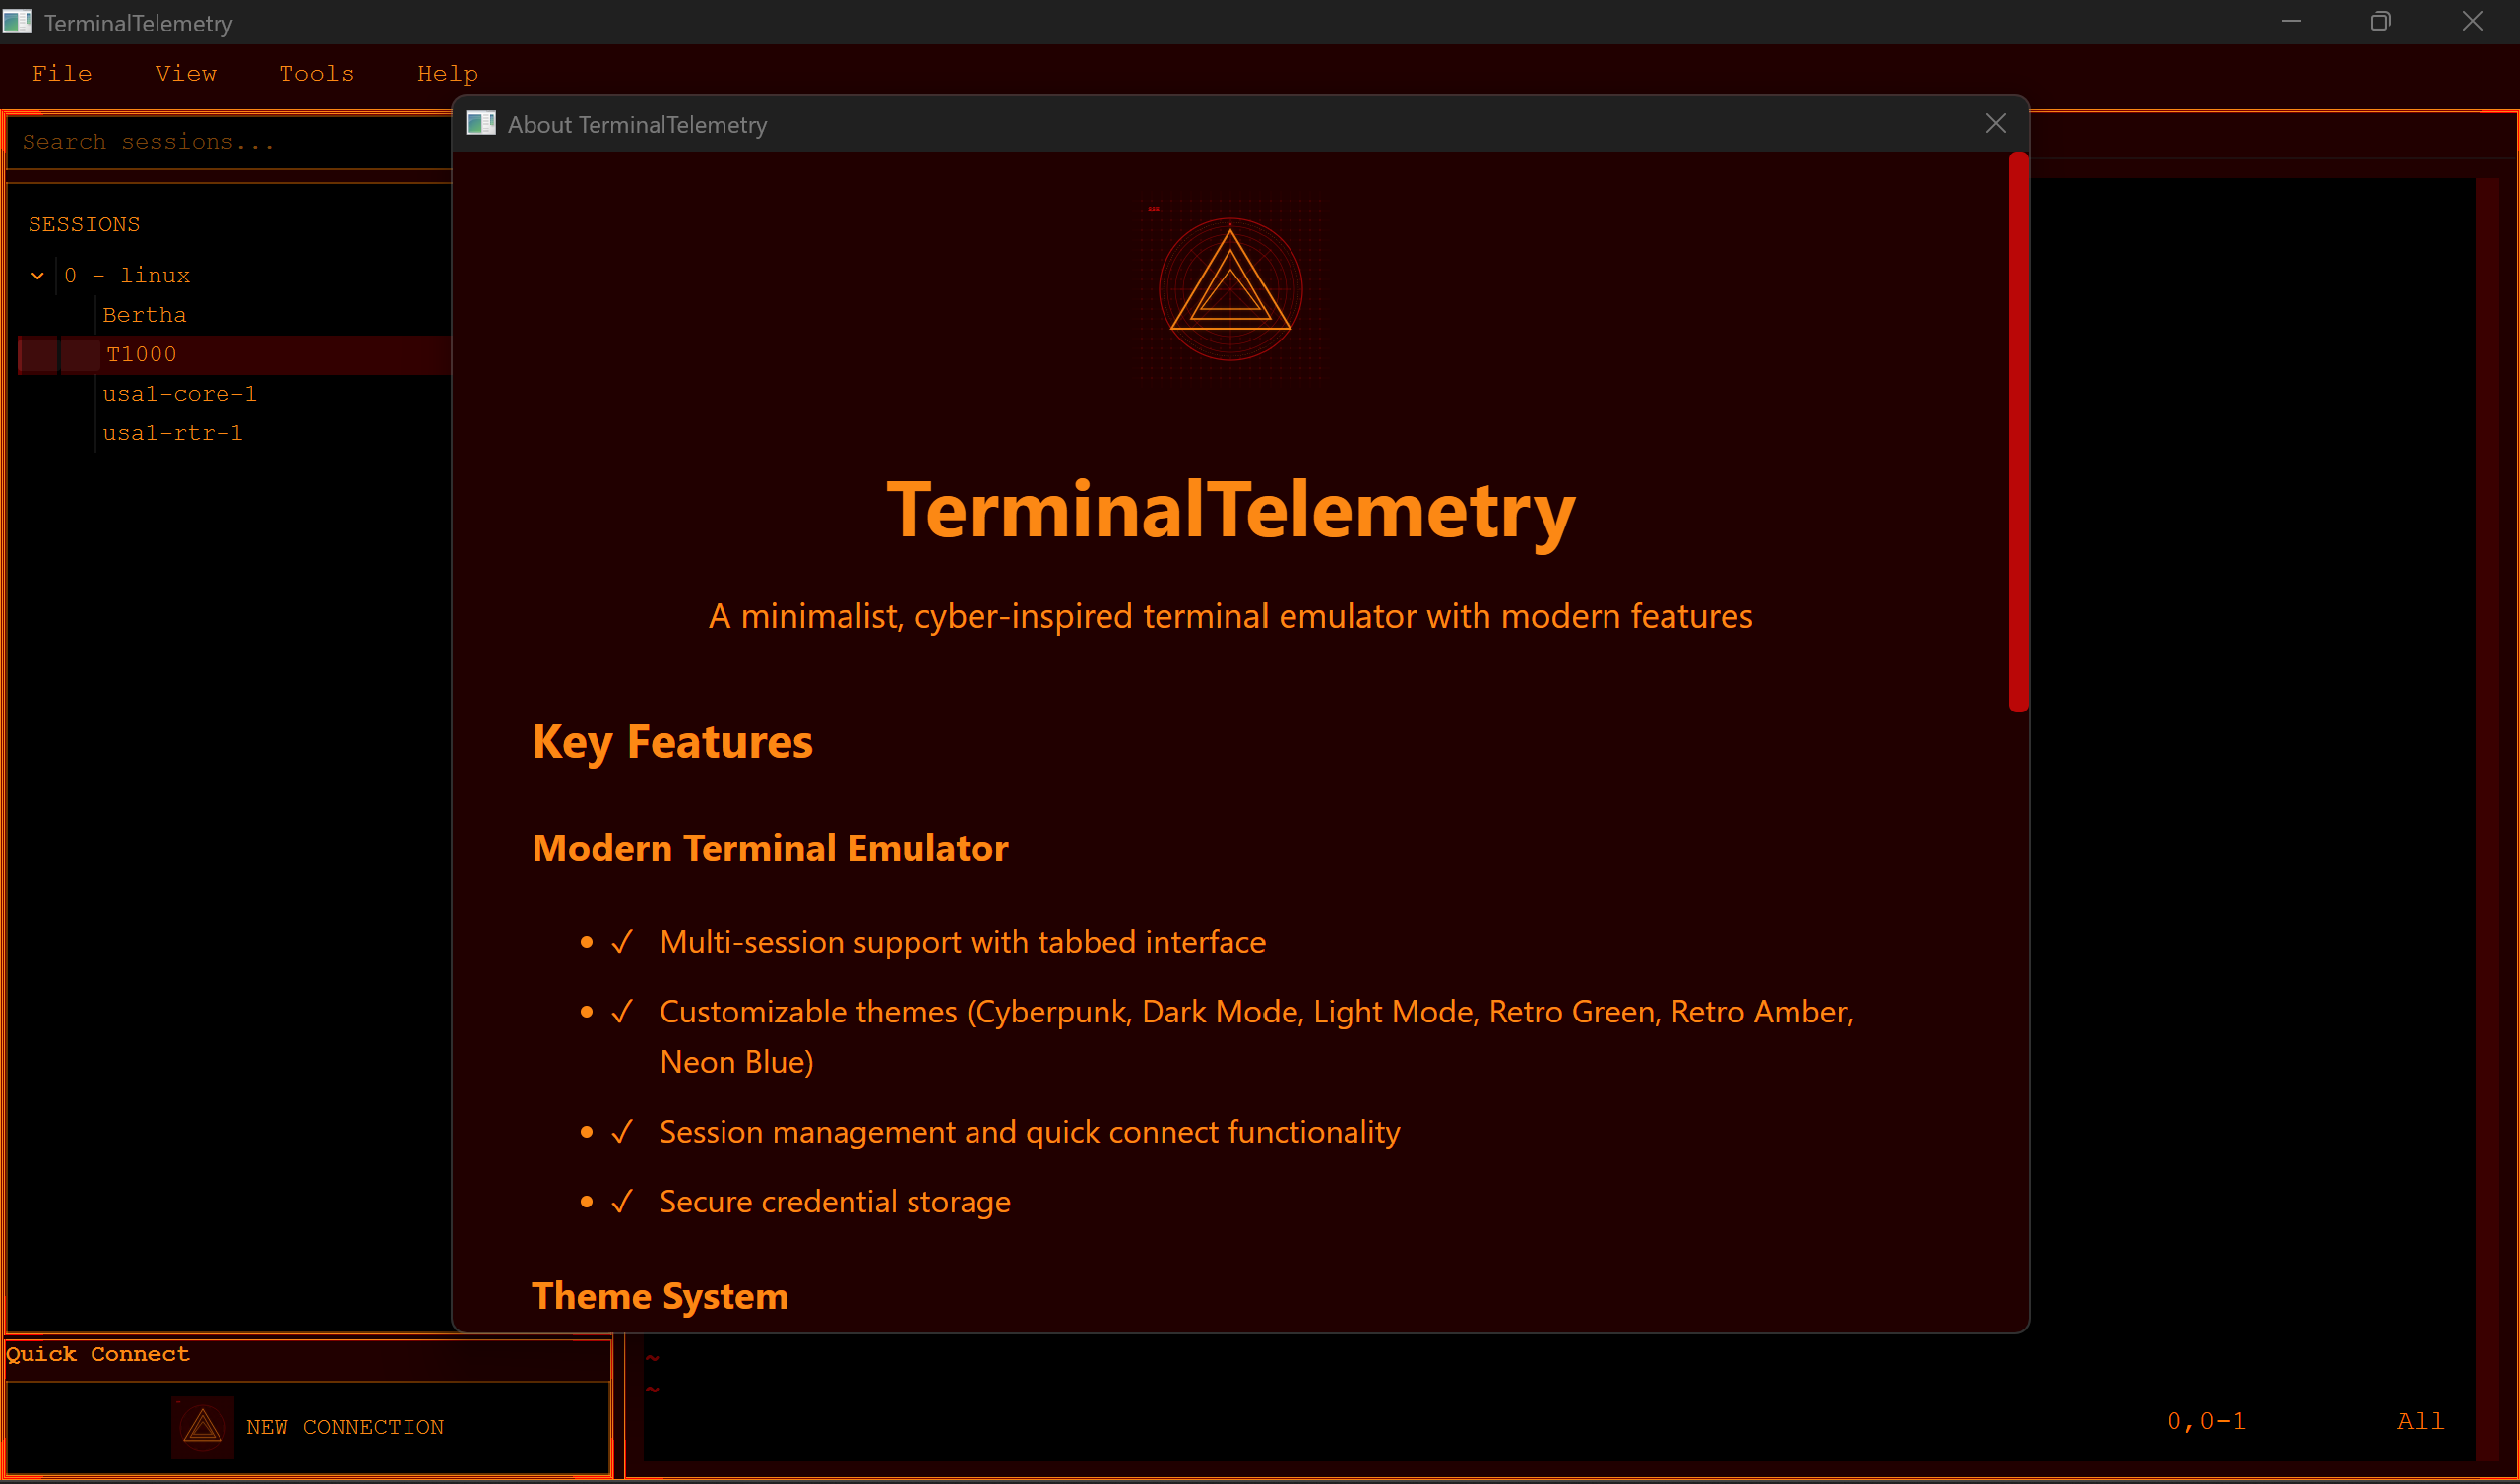 TerminalTelemetry
File View Tools Help
Search sessions...
SESSIONS
0 - linux
Bertha
T1000
usa1-core-1
usa1-rtr-1
About TerminalTelemetry
TerminalTelemetry
A minimalist, cyber-inspired terminal emulator with modern features
Key Features
Modern Terminal Emulator
• ✓ Multi-session support with tabbed interface
• ✓ Customizable themes (Cyberpunk, Dark Mode, Light Mode, Retro Green, Retro Amber,
Neon Blue)
• ✓ Session management and quick connect functionality
• ✓ Secure credential storage
Theme System
Quick Connect
NEW CONNECTION
~
~
0,0-1 All